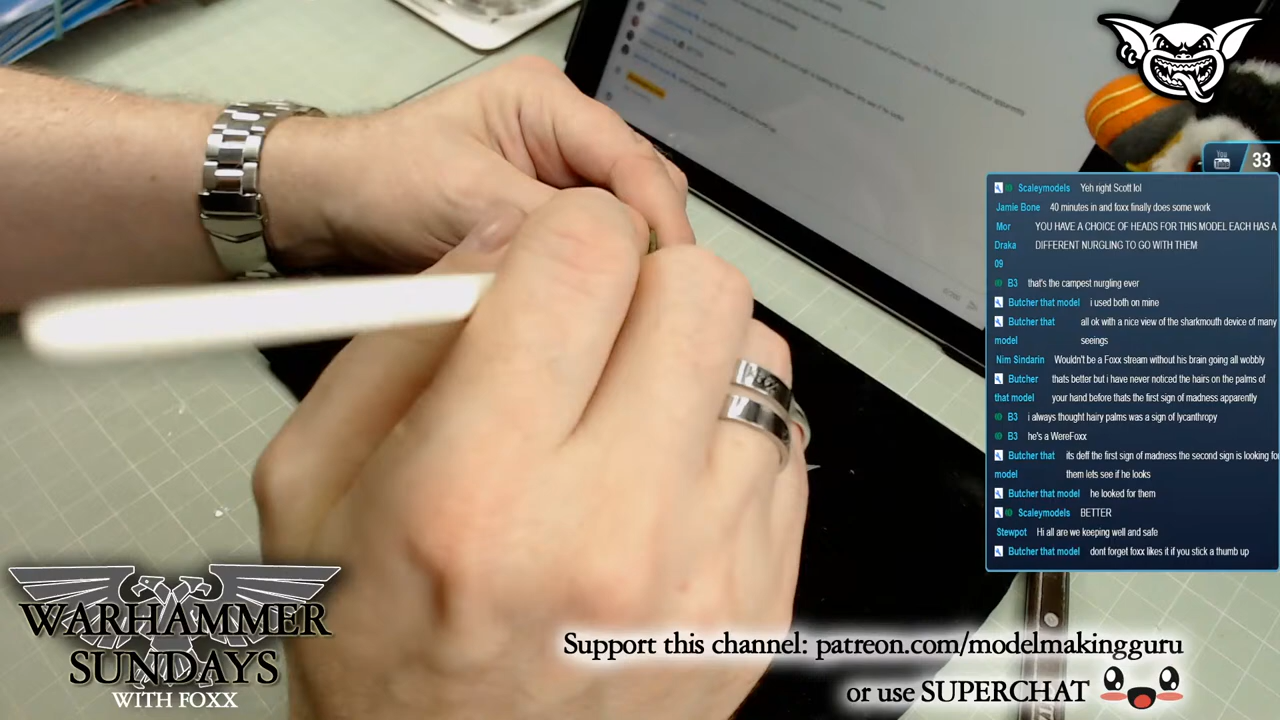 You
Tube
33
Scaleymodels Yeh right Scott lol
Jamie Bone 40 minutes in and foxx finally does some work
Mor YOU HAVE A CHOICE OF HEADS FOR THIS MODEL EACH HAS A
Draka DIFFERENT NURGLING TO GO WITH THEM
09
B3 that's the campest nurgling ever
Butcher that model i used both on mine
Butcher that all ok with a nice view of the sharkmouth device of many
model seeings
Nim Sindarin Wouldn't be a Foxx stream without his brain going all wobbly
Butcher thats better but i have never noticed the hairs on the palms of
that model your hand before thats the first sign of madness apparently
B3 i always thought hairy palms was a sign of lycanthropy
B3 he's a WereFoxx
Butcher that its deff the first sign of madness the second sign is looking for
model them lets see if he looks
Butcher that model he looked for them
Scaleymodels BETTER
Stewpot Hi all are we keeping well and safe
Butcher that model dont forget foxx likes it if you stick a thumb up
WARHAMMER
SUNDAYS
WITH FOXX
Support this channel: patreon.com/modelmakingguru
or use SUPERCHAT